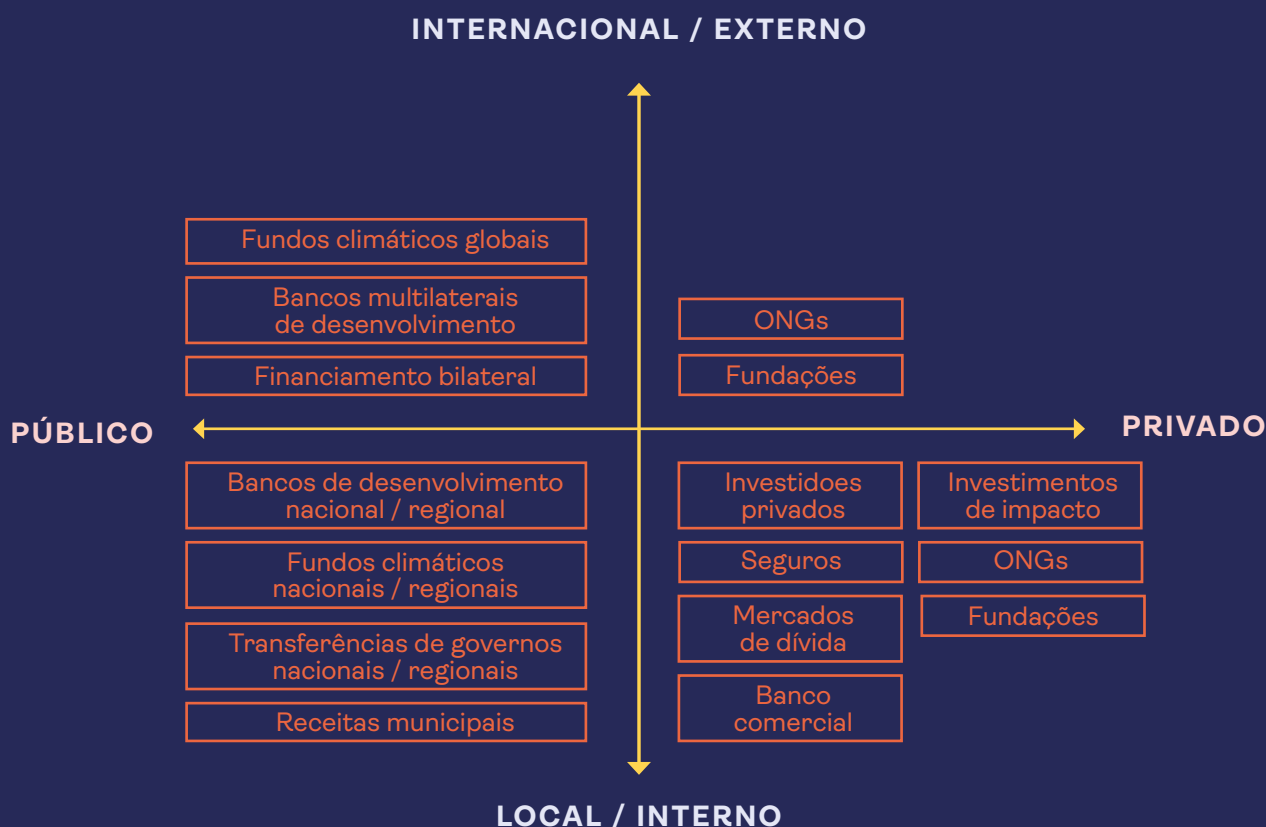 INTERNACIONAL / EXTERNO
Fundos climáticos globais
Bancos multilaterais
de desenvolvimento
Financiamento bilateral
ONGs
Fundações
PÚBLICO
PRIVADO
Bancos de desenvolvimento
nacional / regional
Fundos climáticos
nacionais / regionais
Transferências de governos
nacionais / regionais
Receitas municipais
Investidoes
privados
Seguros
Mercados
de dívida
Banco
comercial
Investimentos
de impacto
ONGs
Fundações
LOCAL / INTERNO